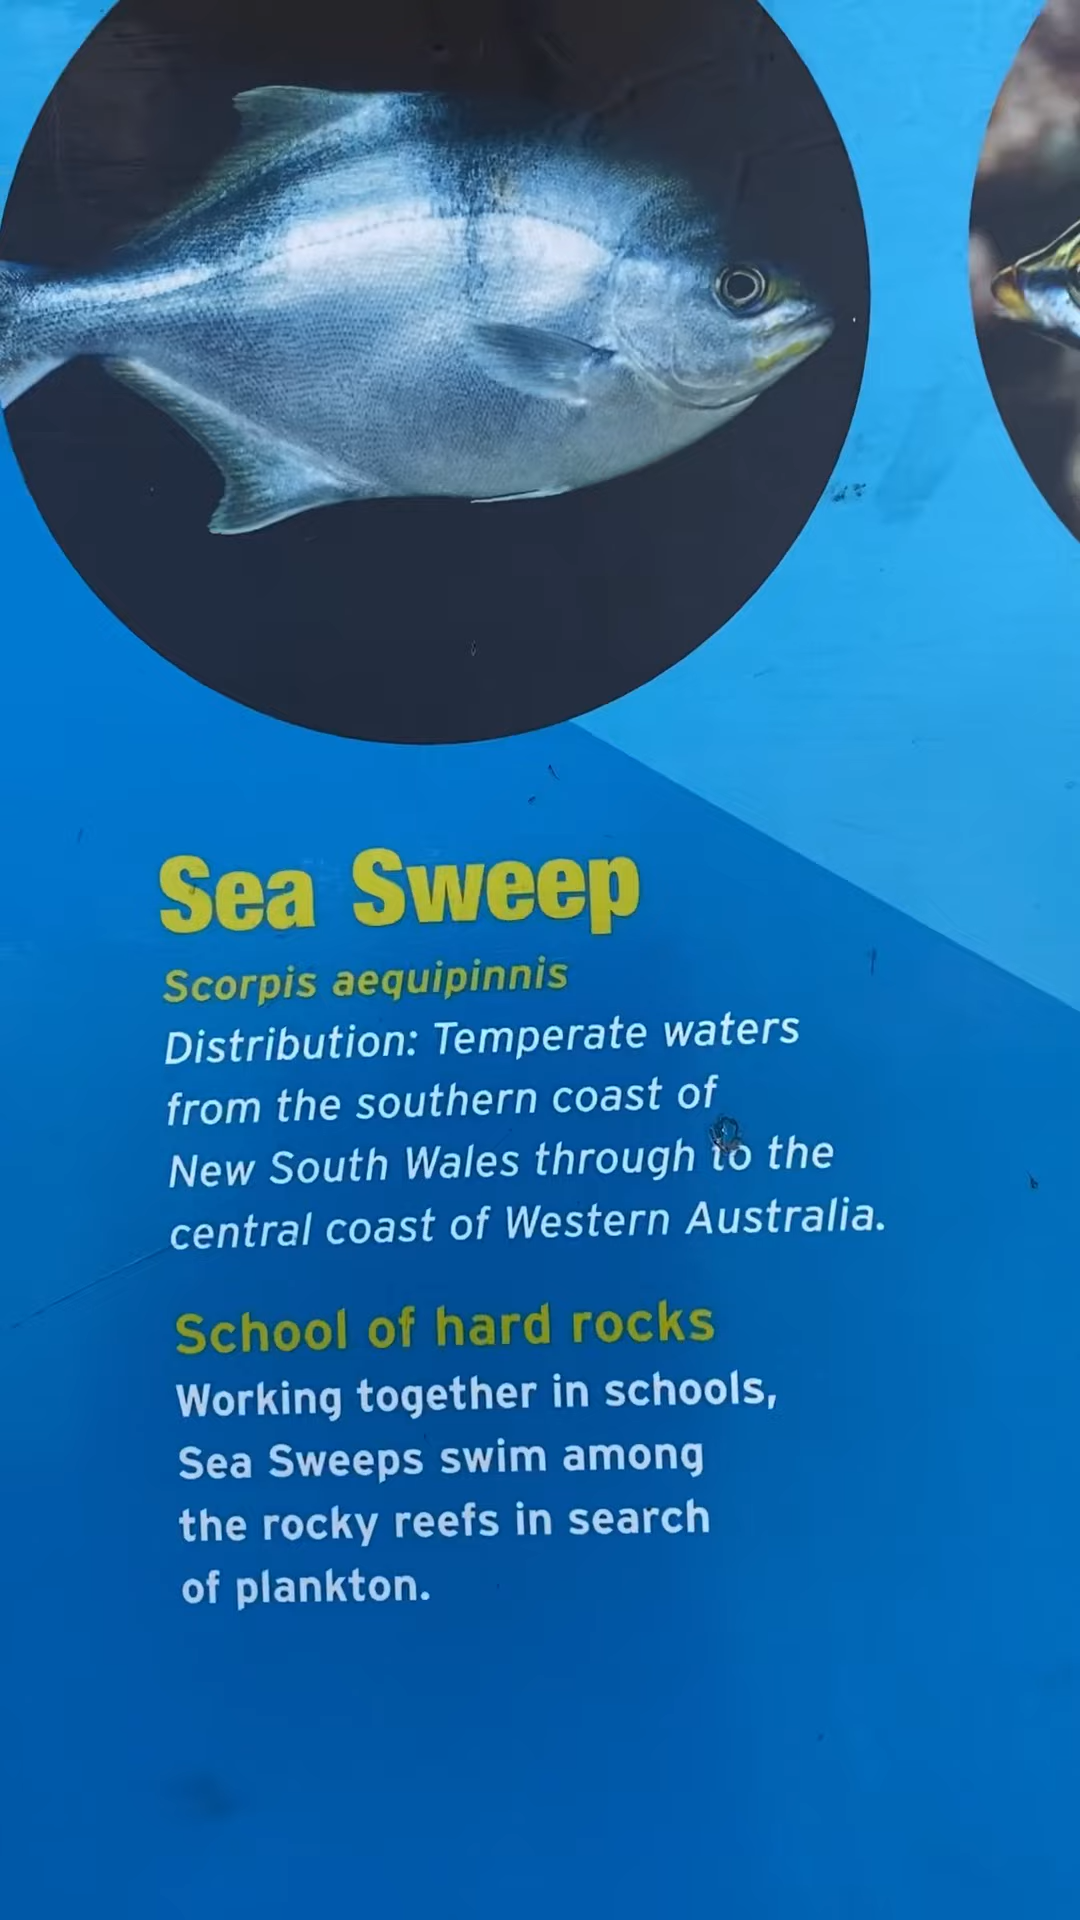 Sea Sweep
Scorpis aequipinnis
Distribution: Temperate waters
from the southern coast of
New South Wales through to the
central coast of Western Australia.
School of hard rocks
Working together in schools,
Sea Sweeps swim among
the rocky reefs in search
of plankton.